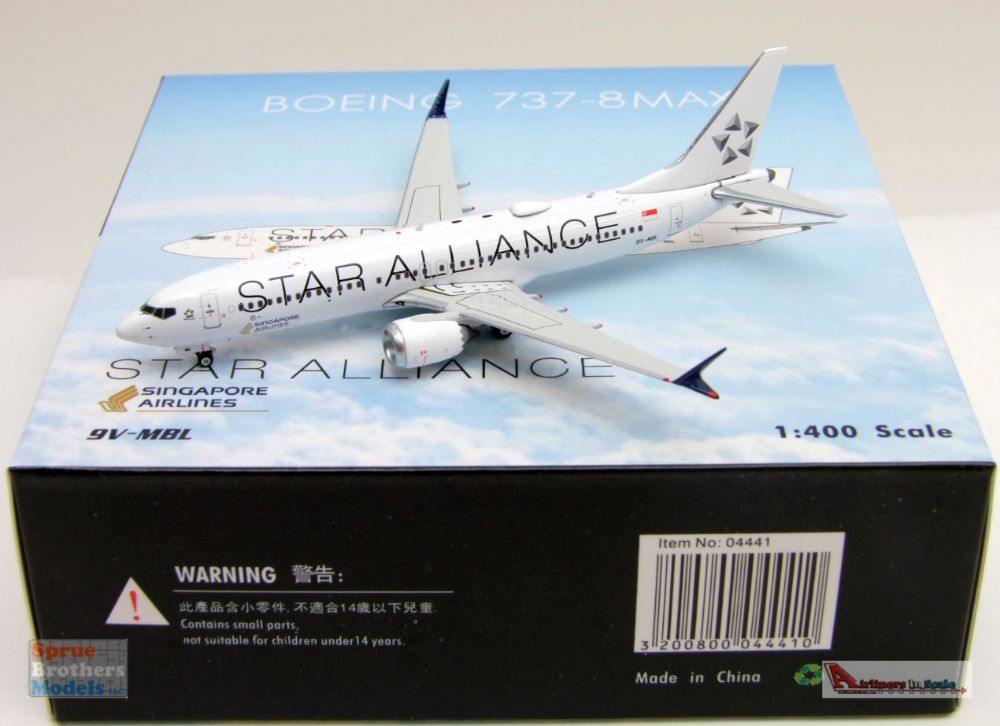 BOEING 737-8MAX
STAR ALLIANCE
SINGAPORE
AIRLINES
STAR ALLIANCE
SINGAPORE
AIRLINES
9V-MBL
1:400 Scale
Item No: 04441
3 200800 044410
WARNING 警告:
此產品含小零件, 不適合14歲以下兒童.
Contains small parts,
not suitable for children under14 years.
Made in China
Sprue
Brothers
Models LLC
Airliners In Scale